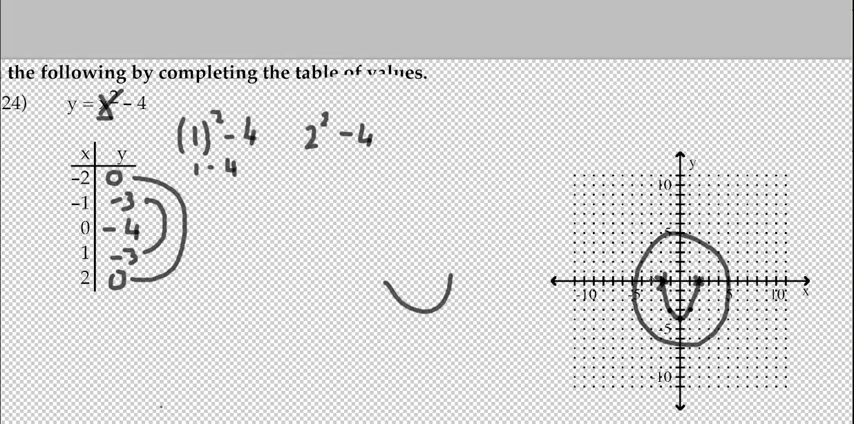 the following by completing the table of values.
24) y = x² – 4
(1)² - 4 2² - 4
1 - 4
x y
–2 0
–1 -3
0 -4
1 -3
2 0
y
10
5
-10 -5 5 10 x
-5
-10